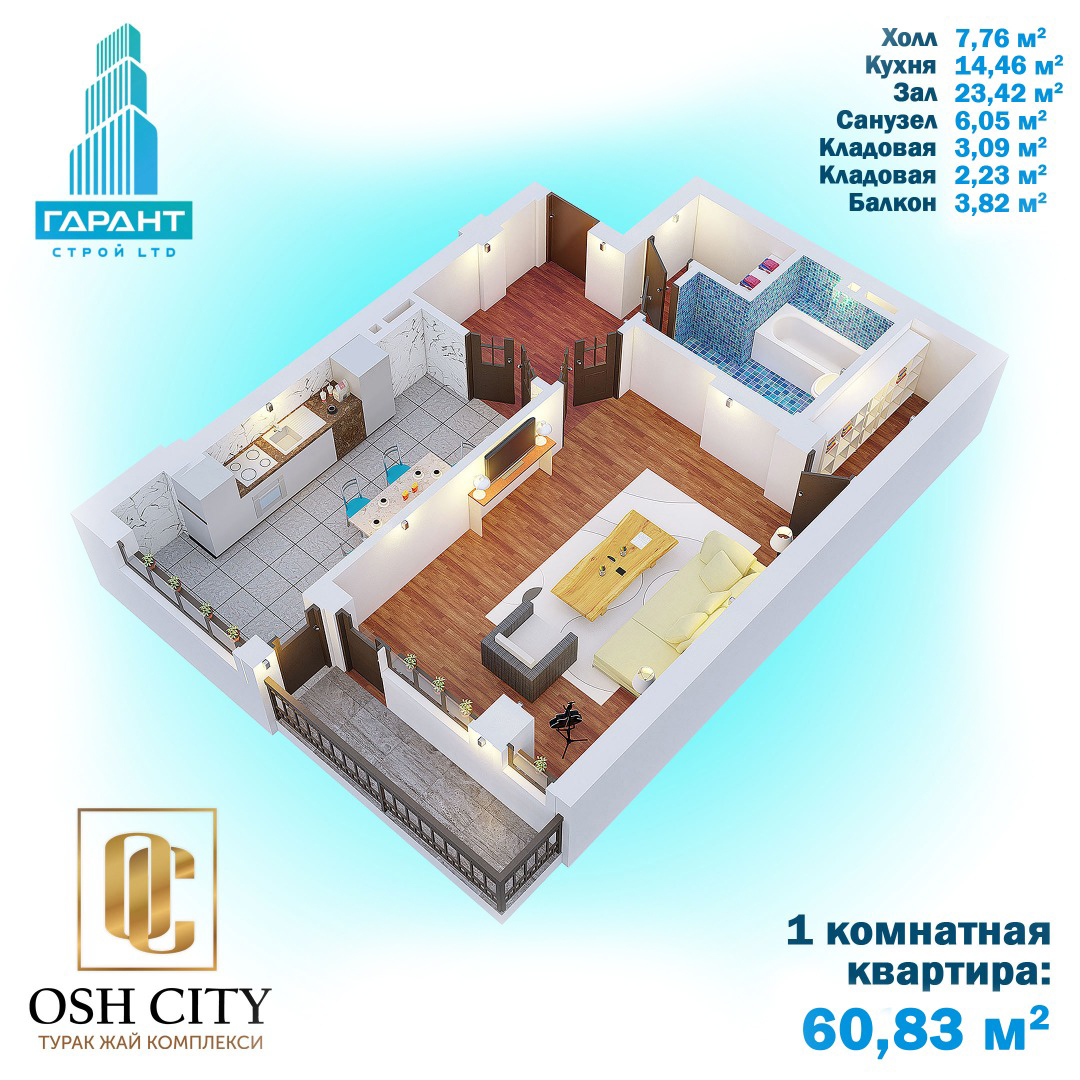 ГАРАНТ
СТРОЙ LTD
Холл 7,76 м²
Кухня 14,46 м²
Зал 23,42 м²
Санузел 6,05 м²
Кладовая 3,09 м²
Кладовая 2,23 м²
Балкон 3,82 м²
OC
OSH CITY
ТУРАК ЖАЙ КОМПЛЕКСИ
1 комнатная
квартира:
60,83 м²